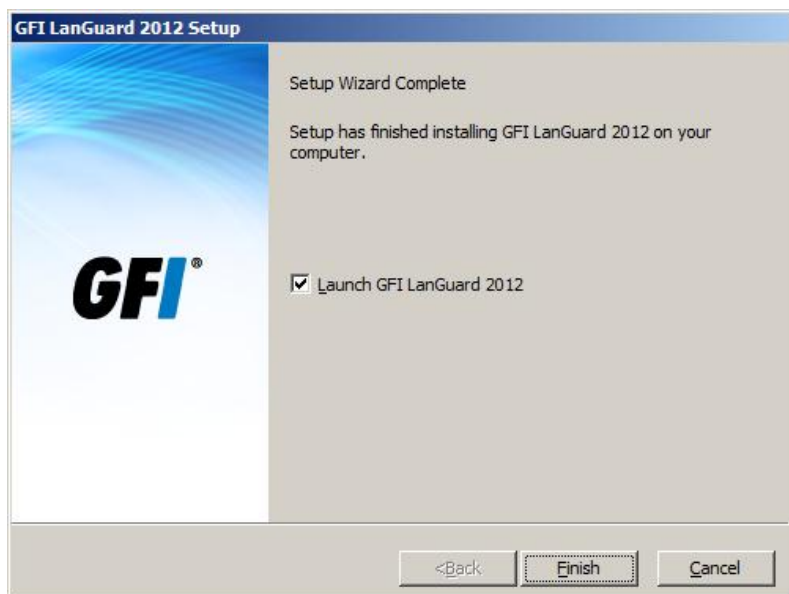 GFI LanGuard 2012 Setup
Setup Wizard Complete
Setup has finished installing GFI LanGuard 2012 on your
computer.
GFI®
Launch GFI LanGuard 2012
<Back
Finish
Cancel